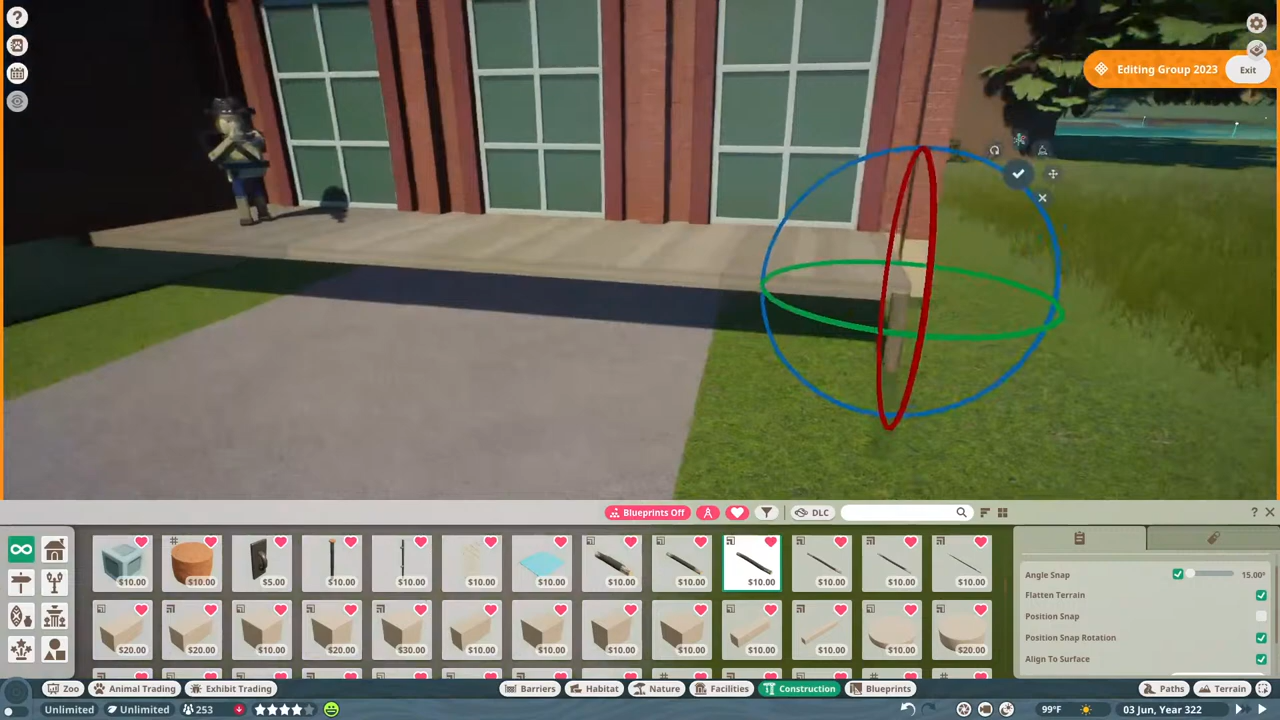 Editing Group 2023
Exit
Blueprints Off
DLC
$10.00 $10.00 $5.00 $10.00 $10.00 $10.00 $10.00 $10.00 $10.00 $10.00 $10.00 $10.00 $10.00
$20.00 $20.00 $10.00 $20.00 $30.00 $10.00 $10.00 $10.00 $10.00 $10.00 $10.00 $10.00 $20.00
Angle Snap 15.00°
Flatten Terrain
Position Snap
Position Snap Rotation
Align To Surface
Zoo Animal Trading Exhibit Trading Barriers Habitat Nature Facilities Construction Blueprints Paths Terrain
Unlimited Unlimited 253 99°F 03 Jun, Year 322